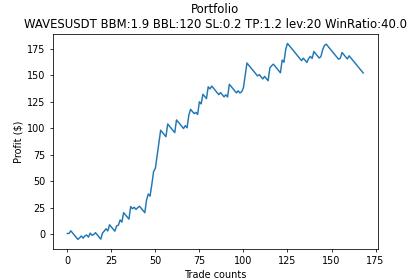 Portfolio
WAVESUSDT BBM:1.9 BBL:120 SL:0.2 TP:1.2 lev:20 WinRatio:40.0
175
150
125
100
75
50
25
0
Profit ($)
0 25 50 75 100 125 150 175
Trade counts